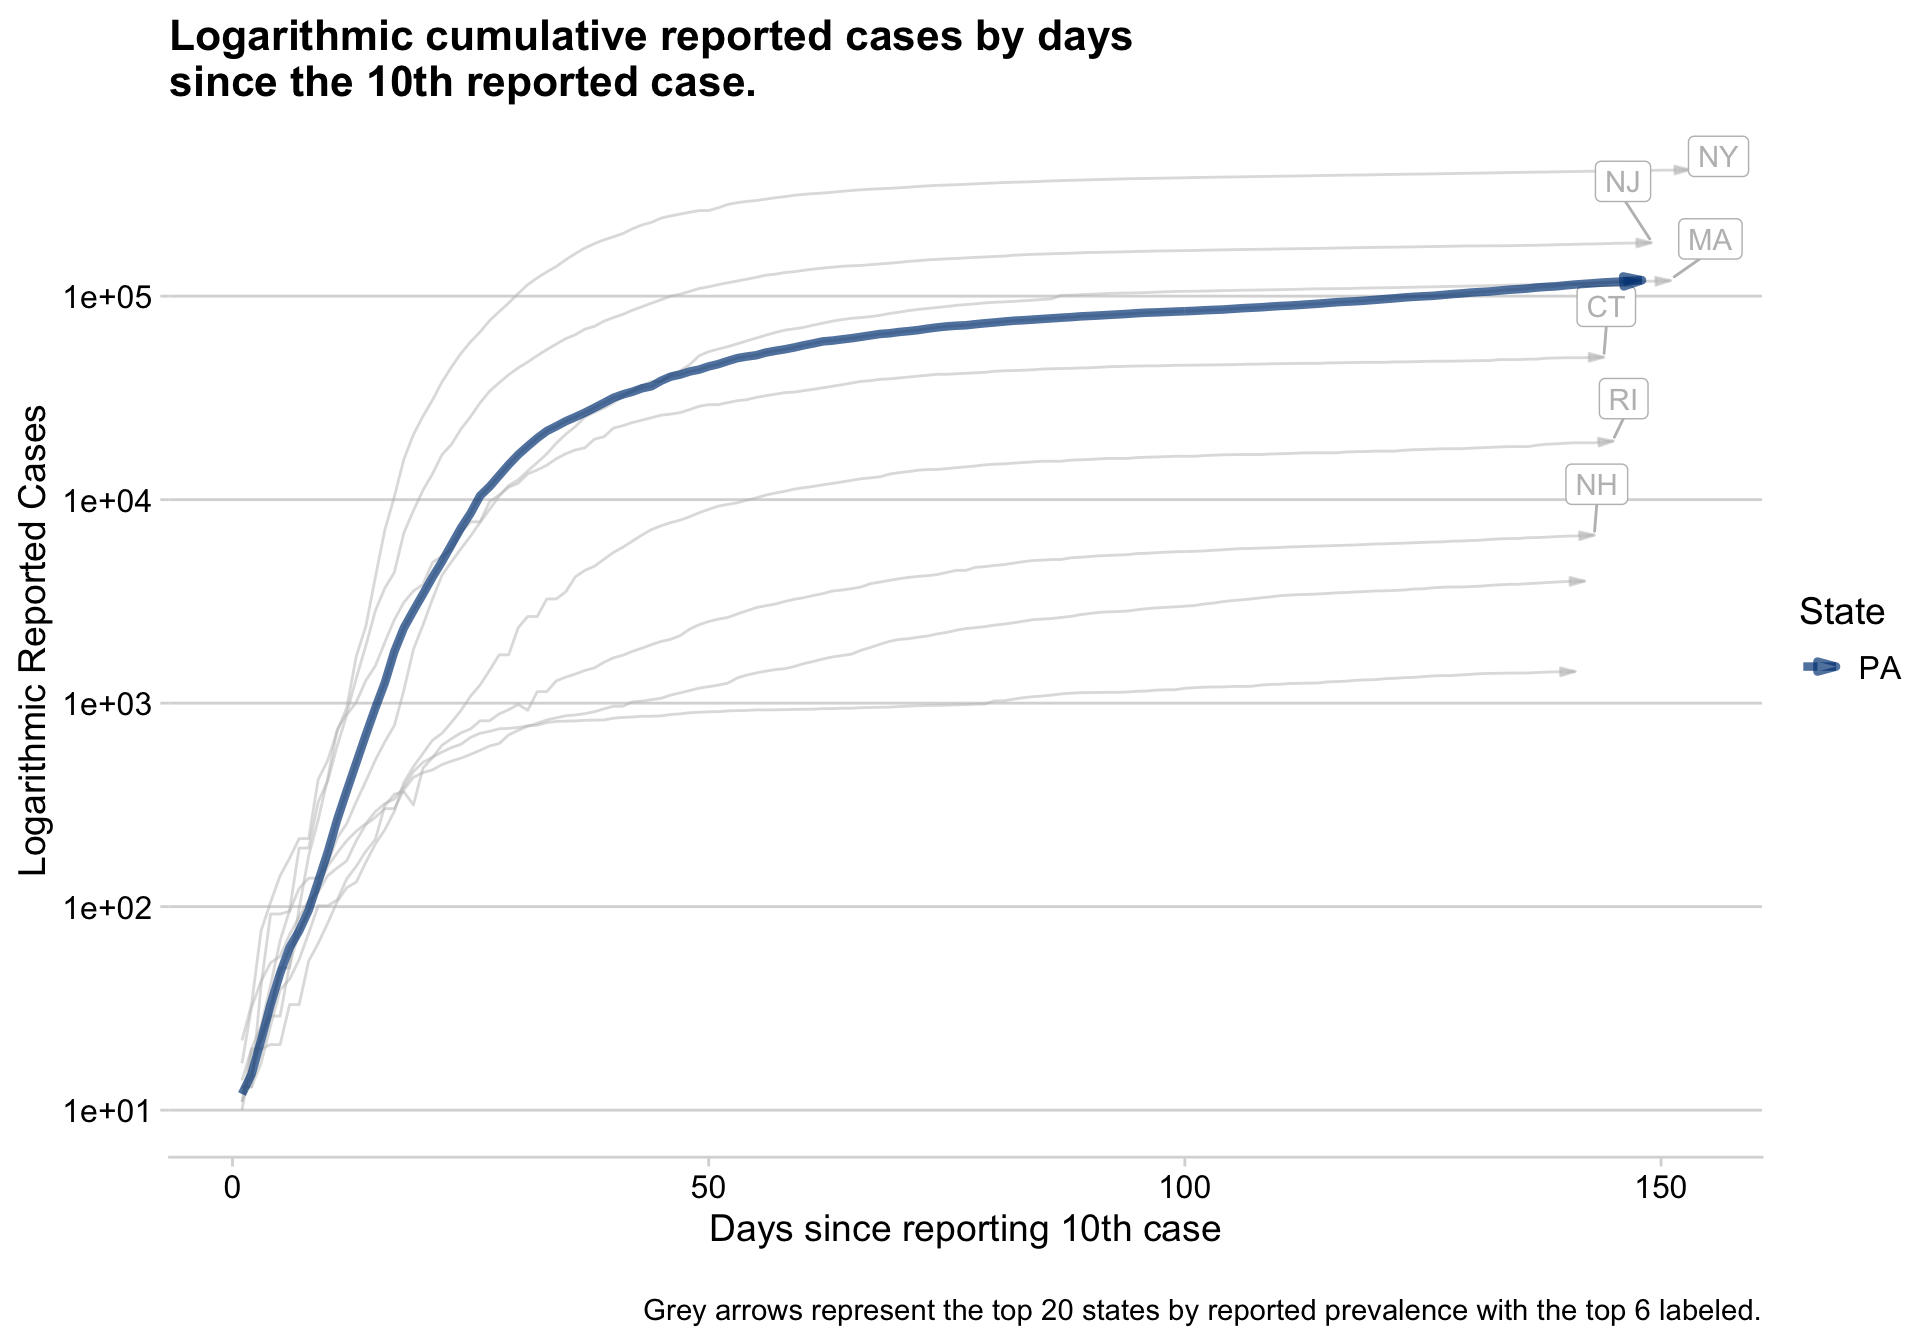 Logarithmic cumulative reported cases by days
since the 10th reported case.
NY
NJ
MA
1e+05
CT
RI
NH
1e+04
1e+03
1e+02
1e+01
Logarithmic Reported Cases
State
PA
0
50
100
150
Days since reporting 10th case
Grey arrows represent the top 20 states by reported prevalence with the top 6 labeled.